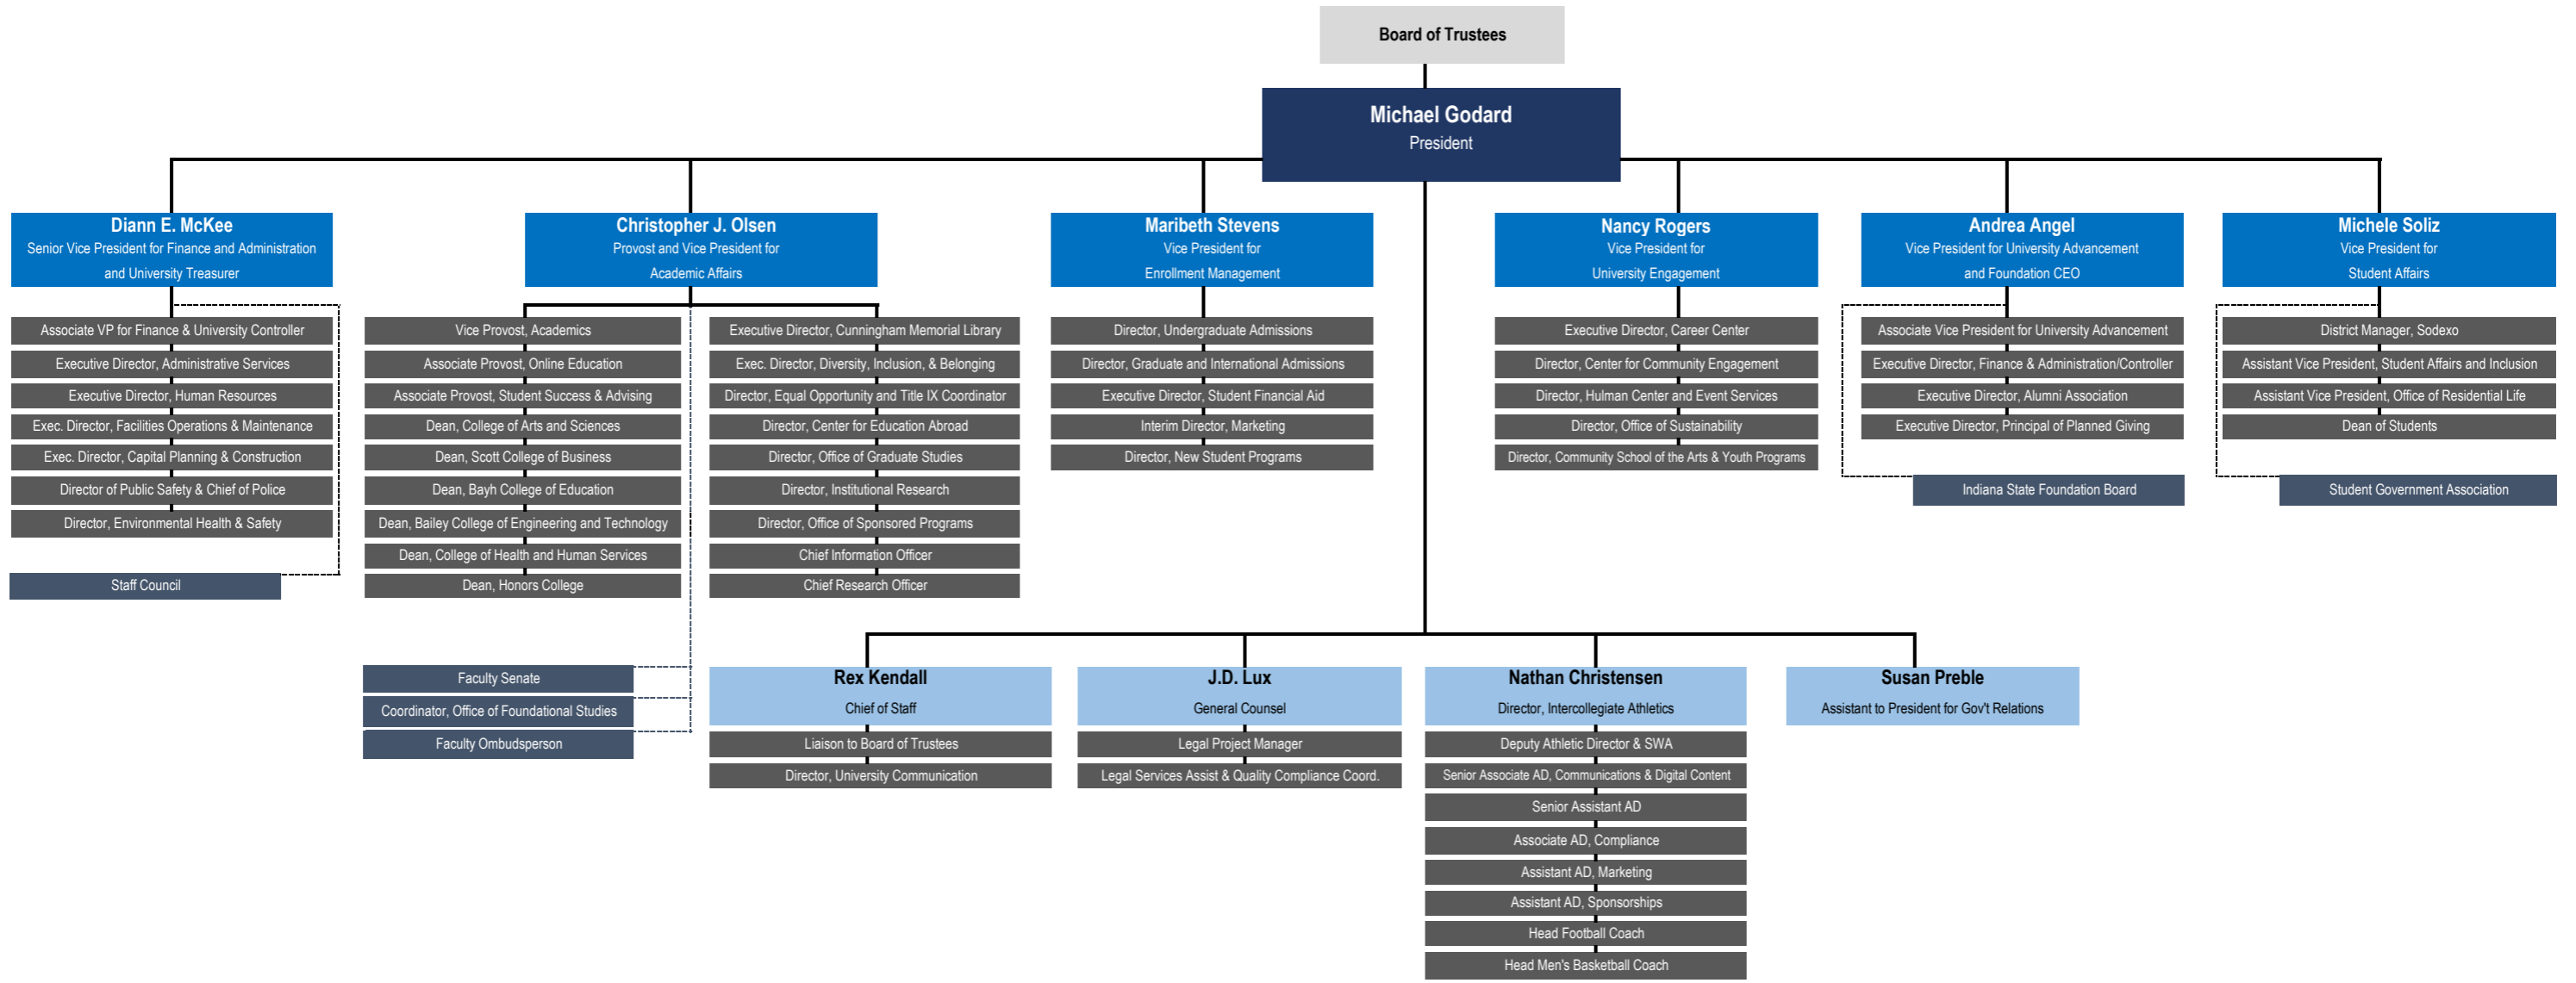 Board of Trustees
Michael Godard
President
Diann E. McKee
Senior Vice President for Finance and Administration
and University Treasurer
Associate VP for Finance & University Controller
Executive Director, Administrative Services
Executive Director, Human Resources
Exec. Director, Facilities Operations & Maintenance
Exec. Director, Capital Planning & Construction
Director of Public Safety & Chief of Police
Director, Environmental Health & Safety
Staff Council
Christopher J. Olsen
Provost and Vice President for
Academic Affairs
Vice Provost, Academics
Associate Provost, Online Education
Associate Provost, Student Success & Advising
Dean, College of Arts and Sciences
Dean, Scott College of Business
Dean, Bayh College of Education
Dean, Bailey College of Engineering and Technology
Dean, College of Health and Human Services
Dean, Honors College
Executive Director, Cunningham Memorial Library
Exec. Director, Diversity, Inclusion, & Belonging
Director, Equal Opportunity and Title IX Coordinator
Director, Center for Education Abroad
Director, Office of Graduate Studies
Director, Institutional Research
Director, Office of Sponsored Programs
Chief Information Officer
Chief Research Officer
Faculty Senate
Coordinator, Office of Foundational Studies
Faculty Ombudsperson
Maribeth Stevens
Vice President for
Enrollment Management
Director, Undergraduate Admissions
Director, Graduate and International Admissions
Executive Director, Student Financial Aid
Interim Director, Marketing
Director, New Student Programs
Nancy Rogers
Vice President for
University Engagement
Executive Director, Career Center
Director, Center for Community Engagement
Director, Hulman Center and Event Services
Director, Office of Sustainability
Director, Community School of the Arts & Youth Programs
Andrea Angel
Vice President for University Advancement
and Foundation CEO
Associate Vice President for University Advancement
Executive Director, Finance & Administration/Controller
Executive Director, Alumni Association
Executive Director, Principal of Planned Giving
Indiana State Foundation Board
Michele Soliz
Vice President for
Student Affairs
District Manager, Sodexo
Assistant Vice President, Student Affairs and Inclusion
Assistant Vice President, Office of Residential Life
Dean of Students
Student Government Association
Rex Kendall
Chief of Staff
Liaison to Board of Trustees
Director, University Communication
J.D. Lux
General Counsel
Legal Project Manager
Legal Services Assist & Quality Compliance Coord.
Nathan Christensen
Director, Intercollegiate Athletics
Deputy Athletic Director & SWA
Senior Associate AD, Communications & Digital Content
Senior Assistant AD
Associate AD, Compliance
Assistant AD, Marketing
Assistant AD, Sponsorships
Head Football Coach
Head Men's Basketball Coach
Susan Preble
Assistant to President for Gov't Relations